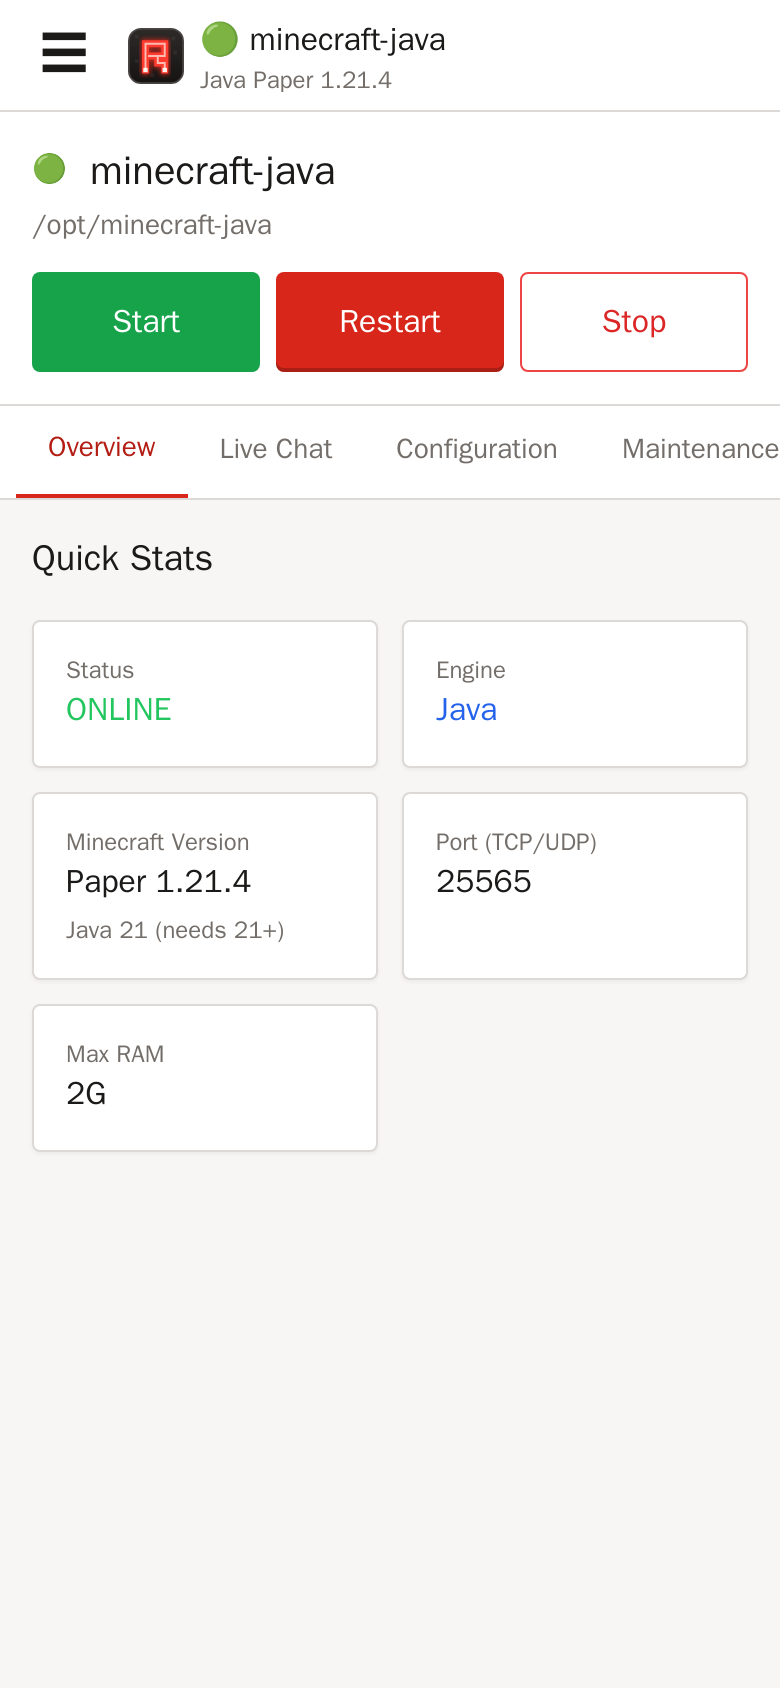 minecraft-java
Java Paper 1.21.4
minecraft-java
/opt/minecraft-java
Start
Restart
Stop
Overview
Live Chat
Configuration
Maintenance
Quick Stats
Status
ONLINE
Engine
Java
Minecraft Version
Paper 1.21.4
Java 21 (needs 21+)
Port (TCP/UDP)
25565
Max RAM
2G